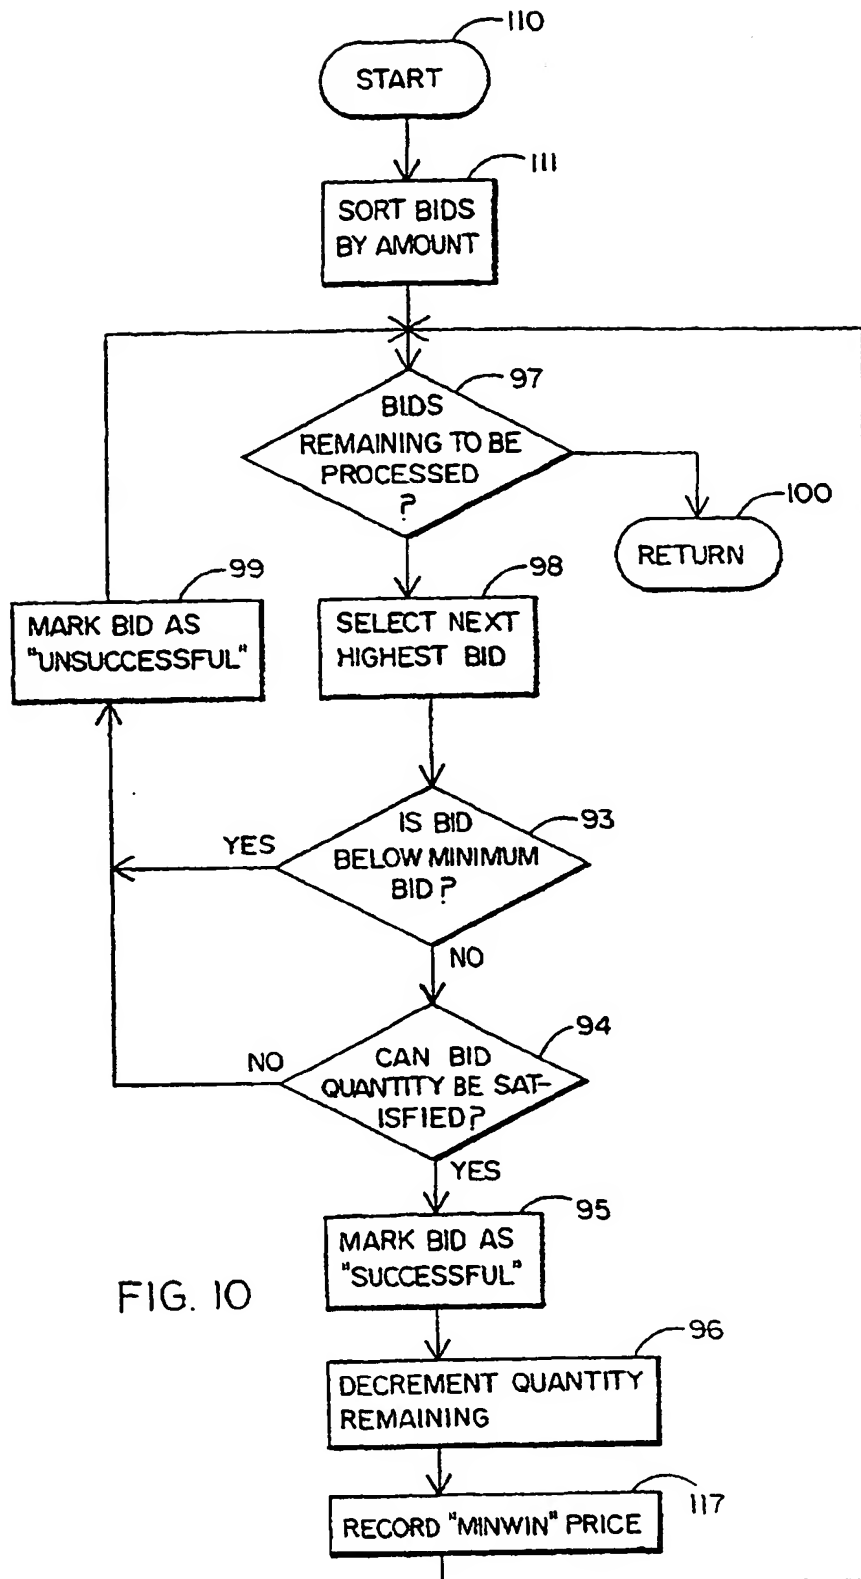 110
START
111
SORT BIDS
BY AMOUNT
97
BIDS
REMAINING TO BE
PROCESSED
?
100
RETURN
99
MARK BID AS
"UNSUCCESSFUL"
98
SELECT NEXT
HIGHEST BID
93
IS BID
BELOW MINIMUM
BID?
YES
NO
94
CAN BID
QUANTITY BE SAT-
ISFIED?
NO
YES
95
MARK BID AS
"SUCCESSFUL"
FIG. 10
96
DECREMENT QUANTITY
REMAINING
117
RECORD "MINWIN" PRICE